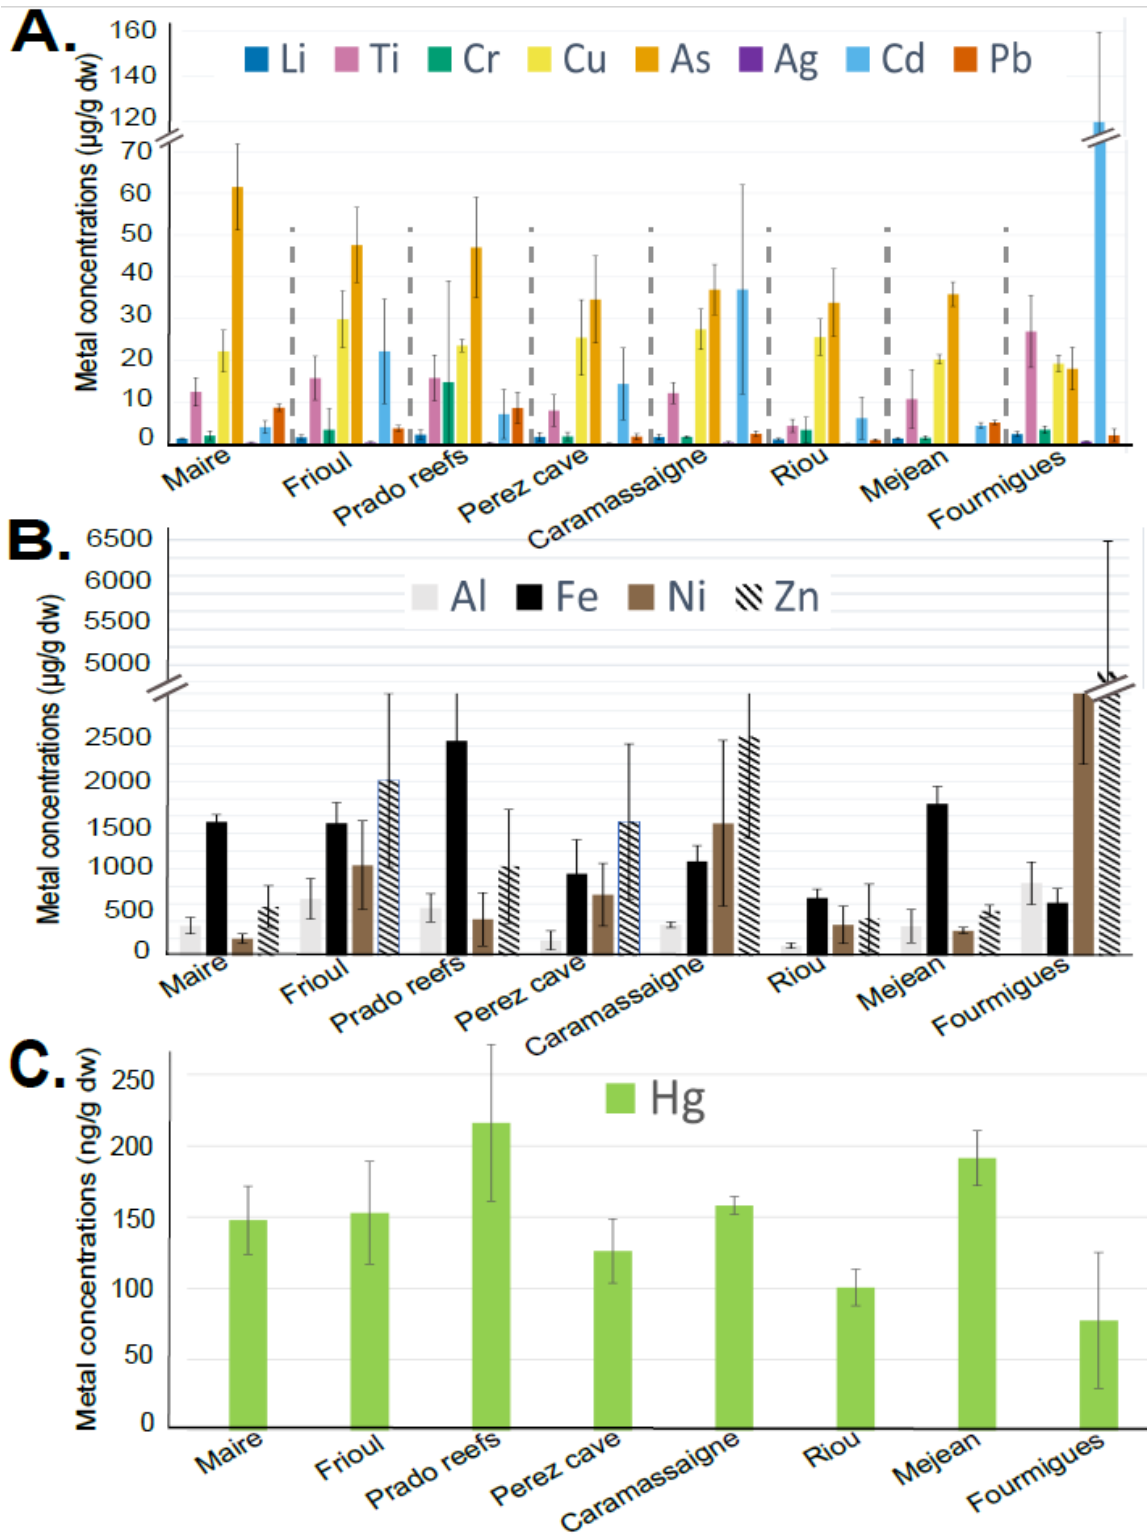 A.
Metal concentrations (µg/g dw)
160
140
120
70
60
50
40
30
20
10
0
Li Ti Cr Cu As Ag Cd Pb
Maire
Frioul
Prado reefs
Perez cave
Caramassaigne
Riou
Mejean
Fourmigues
B.
Metal concentrations (µg/g dw)
6500
6000
5500
5000
2500
2000
1500
1000
500
0
Al Fe Ni Zn
Maire
Frioul
Prado reefs
Perez cave
Caramassaigne
Riou
Mejean
Fourmigues
C.
Metal concentrations (ng/g dw)
250
200
150
100
50
0
Hg
Maire
Frioul
Prado reefs
Perez cave
Caramassaigne
Riou
Mejean
Fourmigues